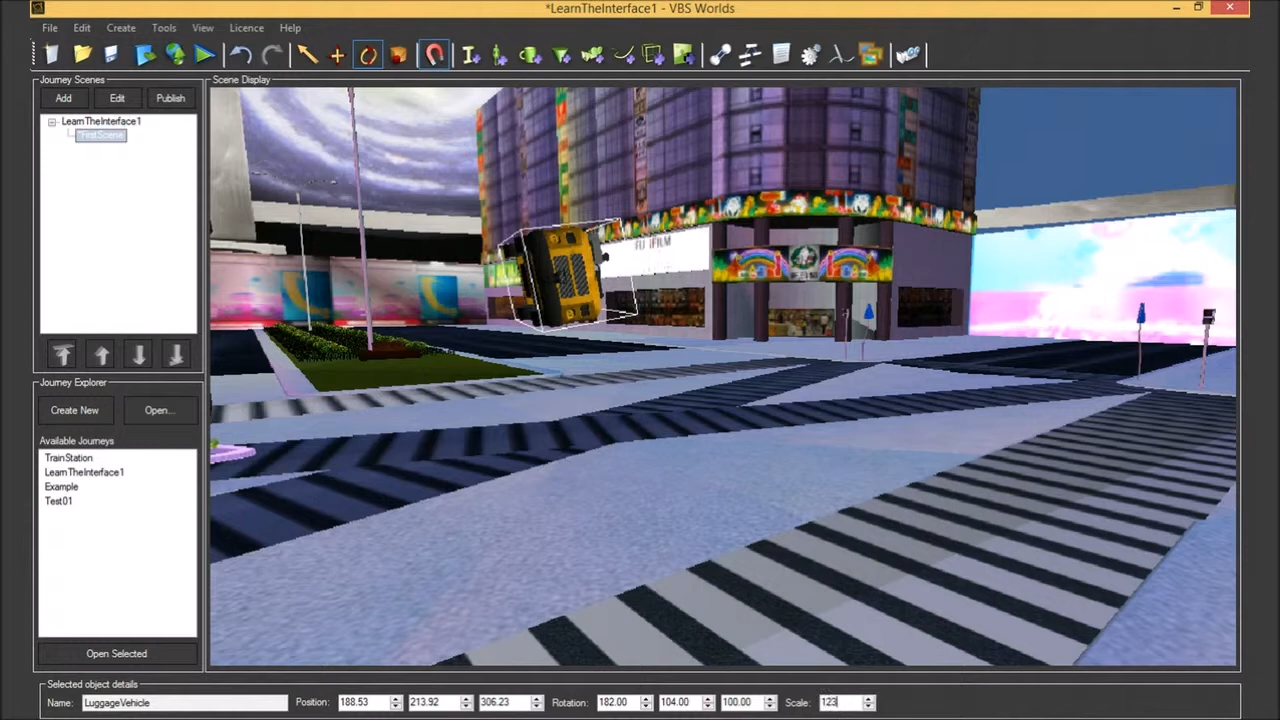 *LearnTheInterface1 - VBS Worlds
File Edit Create Tools View Licence Help
Journey Scenes
Scene Display
Add Edit Publish
LearnTheInterface1
*FirstScene
Journey Explorer
Create New Open...
Available Journeys
TrainStation
LearnTheInterface1
Example
Test01
Open Selected
Selected object details
Name: LuggageVehicle Position: 188.53 213.92 306.23 Rotation: 182.00 104.00 100.00 Scale: 123